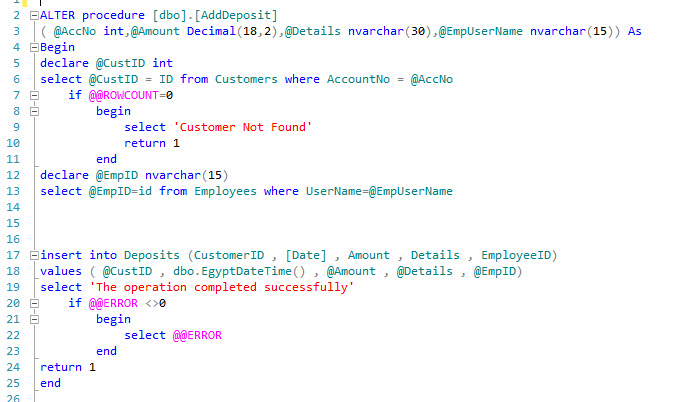 2 ALTER procedure [dbo].[AddDeposit]
3 ( @AccNo int,@Amount Decimal(18,2),@Details nvarchar(30),@EmpUserName nvarchar(15)) As
4 Begin
5 declare @CustID int
6 select @CustID = ID from Customers where AccountNo = @AccNo
7 if @@ROWCOUNT=0
8 begin
9 select 'Customer Not Found'
10 return 1
11 end
12 declare @EmpID nvarchar(15)
13 select @EmpID=id from Employees where UserName=@EmpUserName
14
15
16
17 insert into Deposits (CustomerID , [Date] , Amount , Details , EmployeeID)
18 values ( @CustID , dbo.EgyptDateTime() , @Amount , @Details , @EmpID)
19 select 'The operation completed successfully'
20 if @@ERROR <>0
21 begin
22 select @@ERROR
23 end
24 return 1
25 end
26